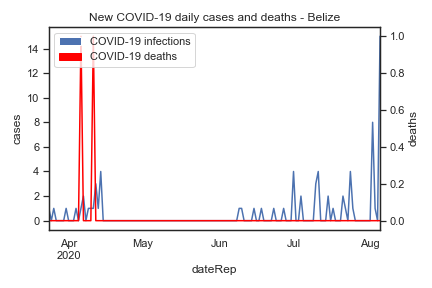 New COVID-19 daily cases and deaths - Belize
COVID-19 infections
COVID-19 deaths
cases
14
12
10
8
6
4
2
0
deaths
1.0
0.8
0.6
0.4
0.2
0.0
Apr
2020
May
Jun
Jul
Aug
dateRep